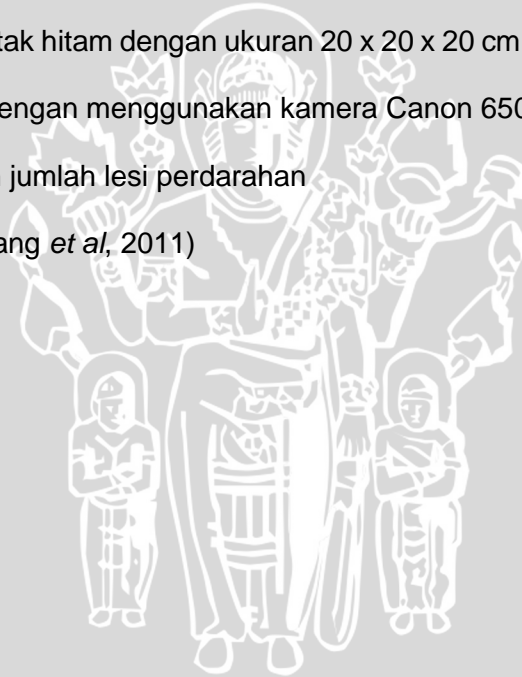 tak hitam dengan ukuran 20 x 20 x 20 cm
engan menggunakan kamera Canon 650
jumlah lesi perdarahan
ang et al, 2011)